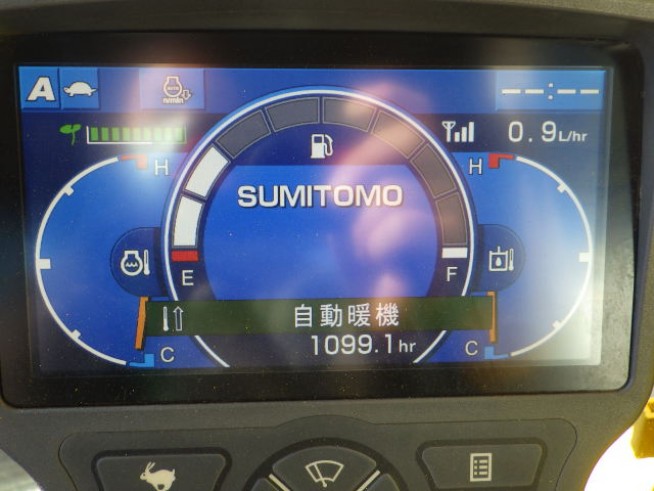 A
--:--
0.9L/hr
H
H
SUMITOMO
E
F
自動暖機
1099.1hr
C
C